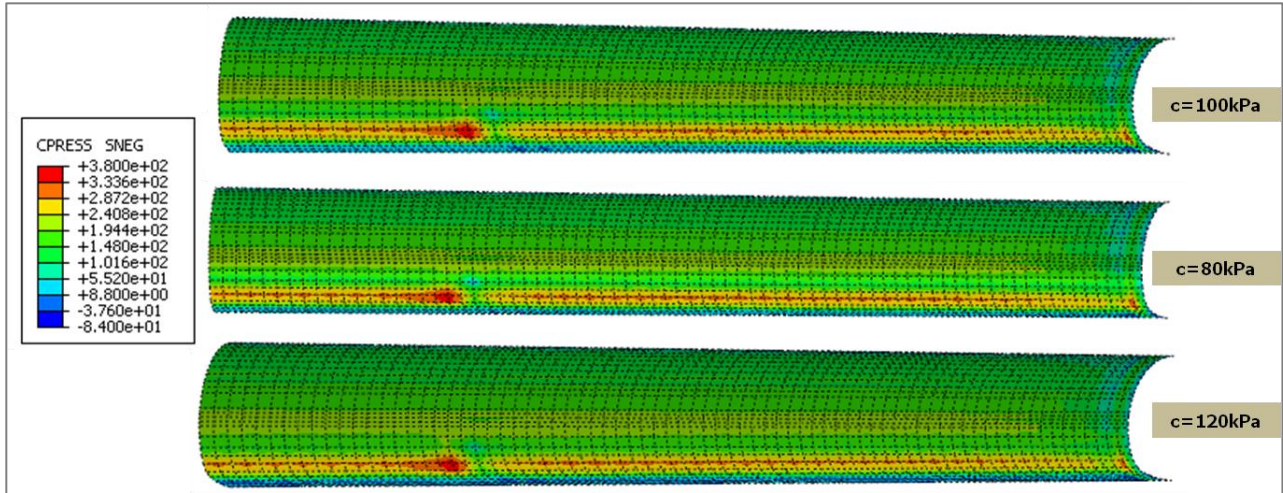 CPRESS SNEG
+3.800e+02
+3.336e+02
+2.872e+02
+2.408e+02
+1.944e+02
+1.480e+02
+1.016e+02
+5.520e+01
+8.800e+00
-3.760e+01
-8.400e+01
c=100kPa
c=80kPa
c=120kPa